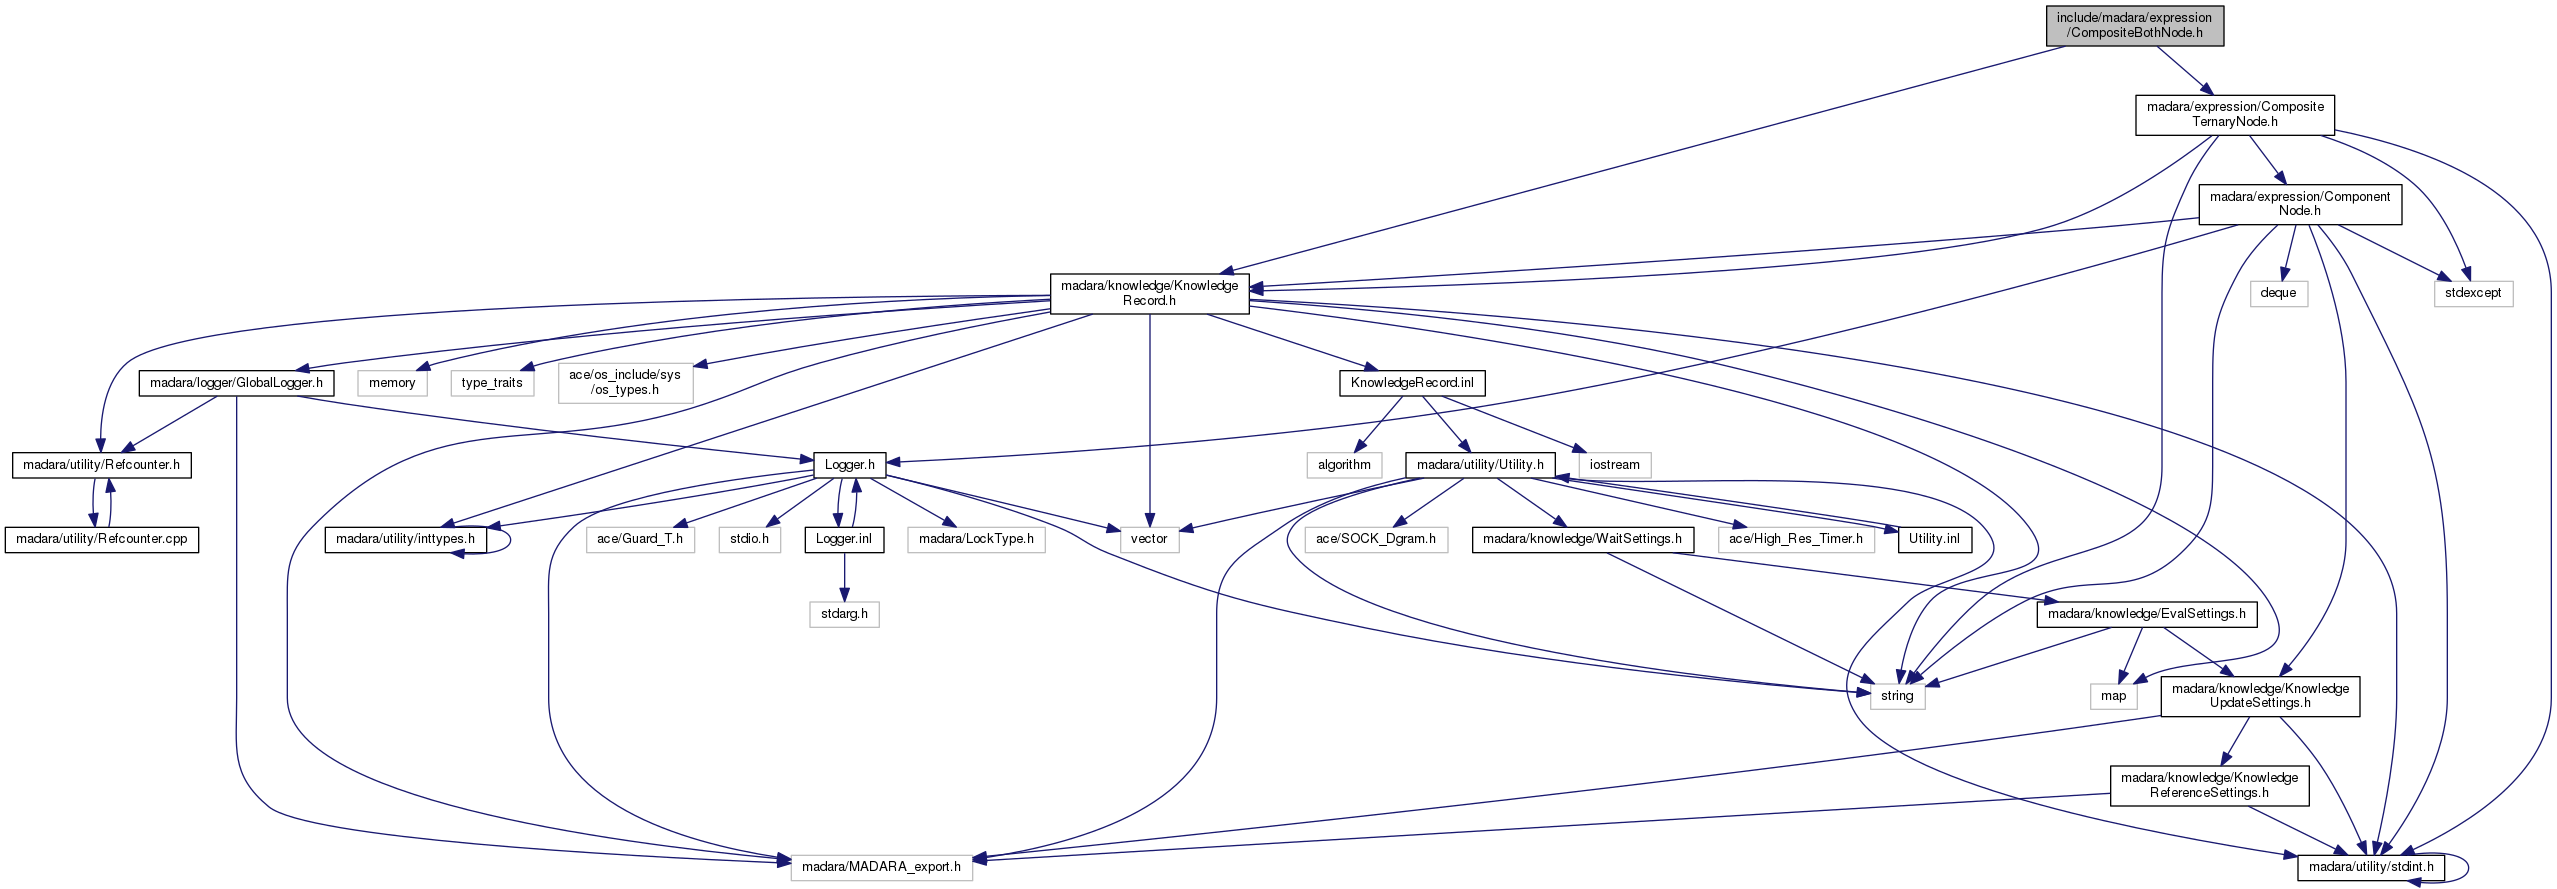 include/madara/expression
/CompositeBothNode.h
madara/expression/Composite
TernaryNode.h
madara/expression/Component
Node.h
madara/knowledge/Knowledge
Record.h
deque
stdexcept
madara/logger/GlobalLogger.h
memory
type_traits
ace/os_include/sys
/os_types.h
KnowledgeRecord.inl
madara/utility/Refcounter.h
Logger.h
algorithm
madara/utility/Utility.h
iostream
madara/utility/Refcounter.cpp
madara/utility/inttypes.h
ace/Guard_T.h
stdio.h
Logger.inl
madara/LockType.h
vector
ace/SOCK_Dgram.h
madara/knowledge/WaitSettings.h
ace/High_Res_Timer.h
Utility.inl
stdarg.h
madara/knowledge/EvalSettings.h
string
map
madara/knowledge/Knowledge
UpdateSettings.h
madara/knowledge/Knowledge
ReferenceSettings.h
madara/MADARA_export.h
madara/utility/stdint.h